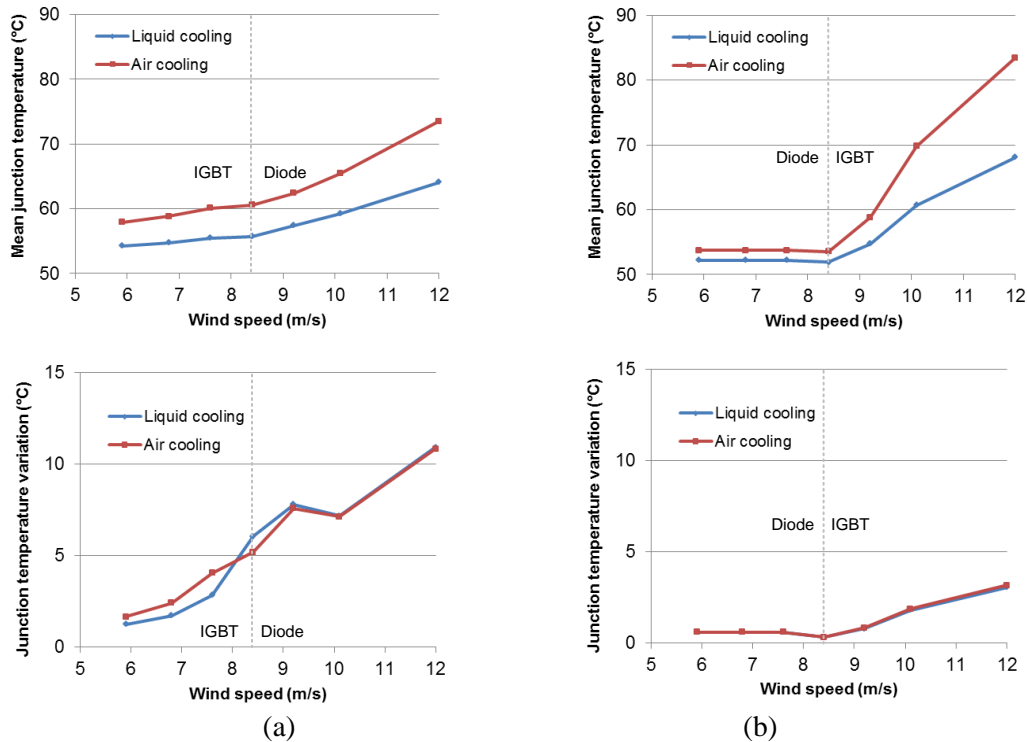 Mean junction temperature (°C)
90
80
70
60
50
Liquid cooling
Air cooling
IGBT
Diode
5 6 7 8 9 10 11 12
Wind speed (m/s)
Mean junction temperature (°C)
90
80
70
60
50
Liquid cooling
Air cooling
Diode
IGBT
5 6 7 8 9 10 11 12
Wind speed (m/s)
Junction temperature variation (°C)
15
10
5
0
Liquid cooling
Air cooling
IGBT
Diode
5 6 7 8 9 10 11 12
Wind speed (m/s)
(a)
Junction temperature variation (°C)
15
10
5
0
Liquid cooling
Air cooling
Diode
IGBT
5 6 7 8 9 10 11 12
Wind speed (m/s)
(b)